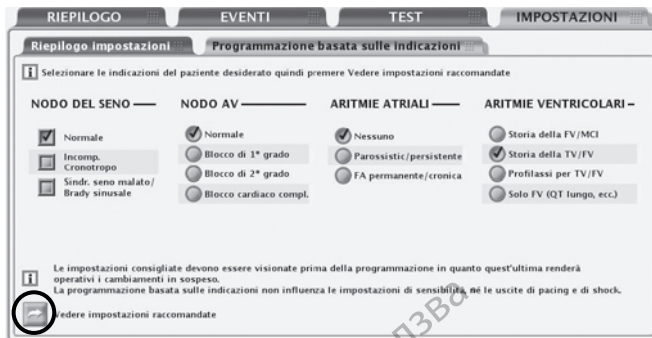 RIEPILOGO EVENTI TEST IMPOSTAZIONI
Riepilogo impostazioni Programmazione basata sulle indicazioni
i Selezionare le indicazioni del paziente desiderato quindi premere Vedere impostazioni raccomandate
NODO DEL SENO NODO AV ARITMIE ATRIALI ARITMIE VENTRICOLARI
Normale Normale Nessuno Storia della FV/MCI
Incomp. Cronotropo Blocco di 1° grado Parossistic/persistente Storia della TV/FV
Sindr. seno malato/ Brady sinusale Blocco di 2° grado FA permanente/cronica Profilassi per TV/FV
Blocco cardiaco compl. Solo FV (QT lungo, ecc.)
i Le impostazioni consigliate devono essere visionate prima della programmazione in quanto quest'ultima renderà
operativi i cambiamenti in sospeso.
La programmazione basata sulle indicazioni non influenza le impostazioni di sensibilità, né le uscite di pacing e di shock.
Vedere impostazioni raccomandate